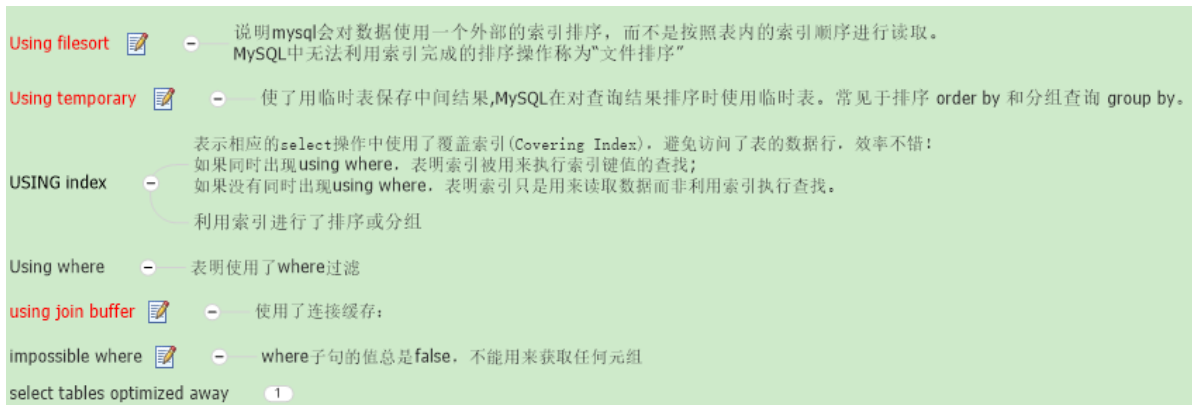 Using filesort
说明mysql会对数据使用一个外部的索引排序，而不是按照表内的索引顺序进行读取。
MySQL中无法利用索引完成的排序操作称为“文件排序”
Using temporary
使了用临时表保存中间结果,MySQL在对查询结果排序时使用临时表。常见于排序 order by 和分组查询 group by。
USING index
表示相应的select操作中使用了覆盖索引(Covering Index)，避免访问了表的数据行，效率不错！
如果同时出现using where，表明索引被用来执行索引键值的查找；
如果没有同时出现using where，表明索引只是用来读取数据而非利用索引执行查找。
利用索引进行了排序或分组
Using where
表明使用了where过滤
using join buffer
使用了连接缓存：
impossible where
where子句的值总是false，不能用来获取任何元组
select tables optimized away
1